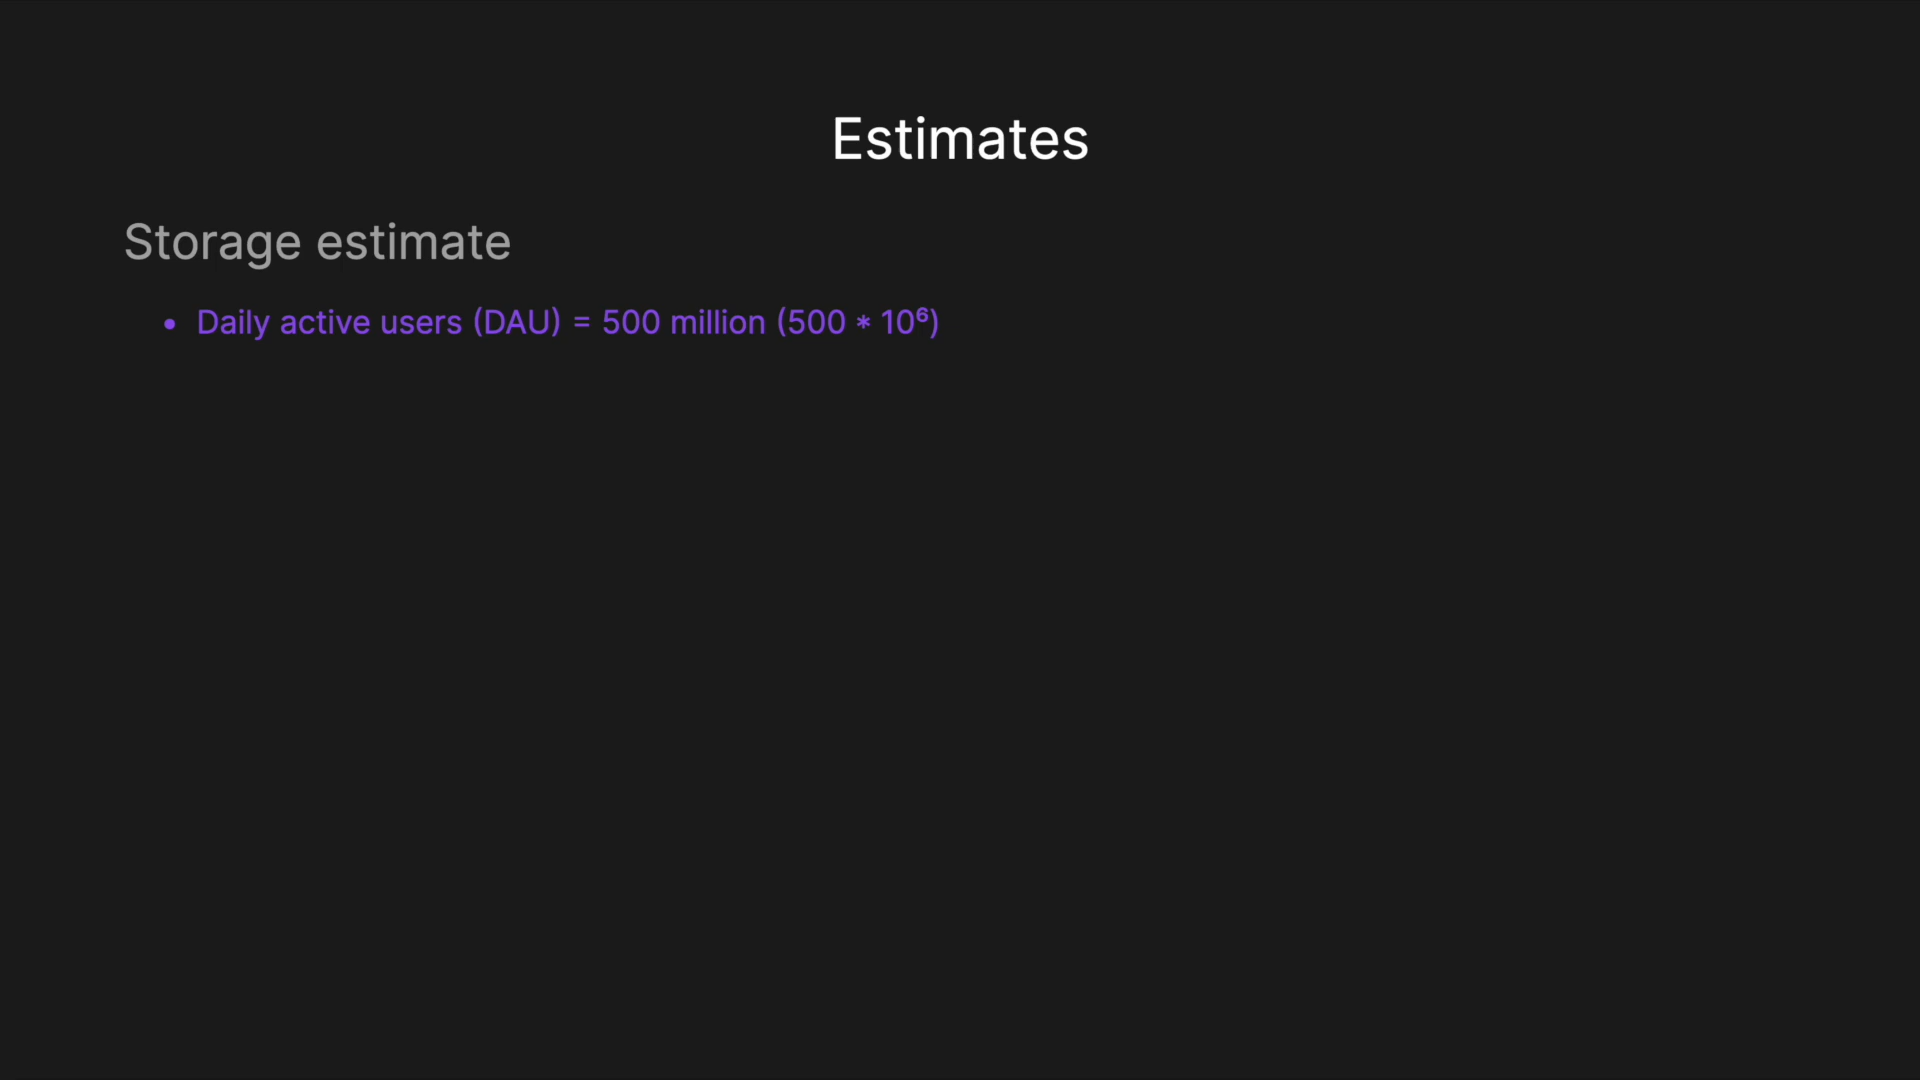 Estimates
Storage estimate
• Daily active users (DAU) = 500 million (500 * 10⁶)